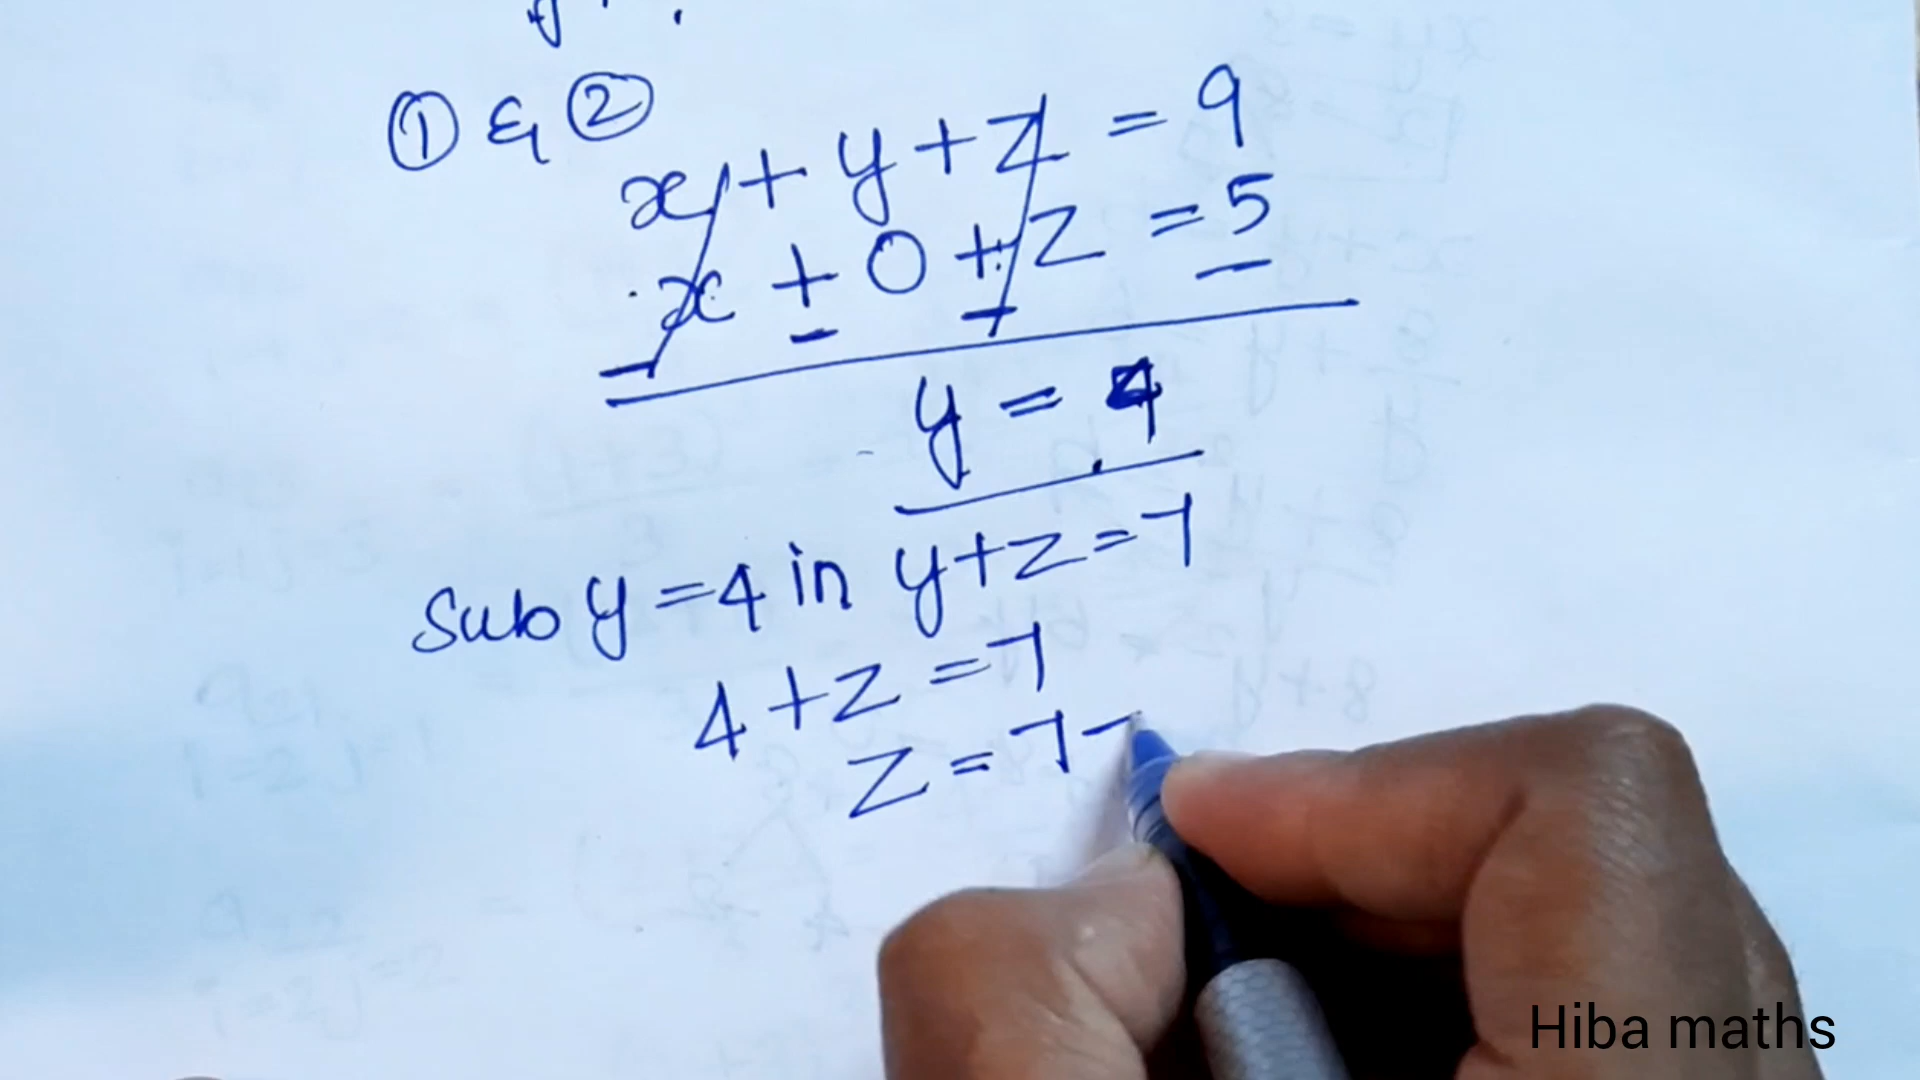 ① & ②
x + y + z = 9
x + 0 + z = 5
y = 4
Sub y = 4 in y + z = 7
4 + z = 7
z = 7 -
Hiba maths